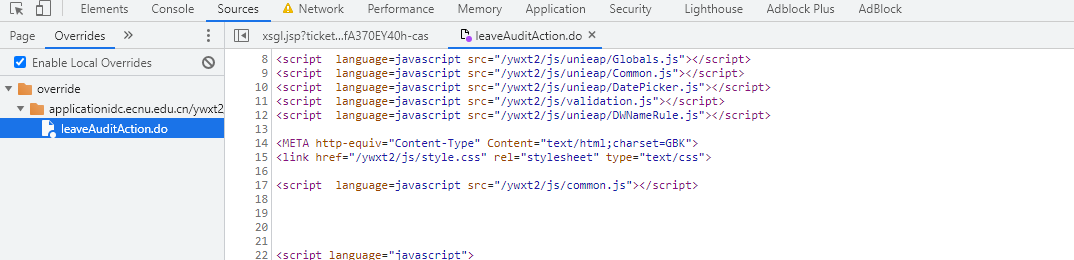 Elements Console Sources Network Performance Memory Application Security Lighthouse Adblock Plus AdBlock
Page Overrides » xsgl.jsp?ticket...fA370EY40h-cas leaveAuditAction.do ×
Enable Local Overrides
override
applicationidc.ecnu.edu.cn/ywxt2
leaveAuditAction.do
8 <script language=javascript src="/ywxt2/js/unieap/Globals.js"></script>
9 <script language=javascript src="/ywxt2/js/unieap/Common.js"></script>
10 <script language=javascript src="/ywxt2/js/unieap/DatePicker.js"></script>
11 <script language=javascript src="/ywxt2/js/validation.js"></script>
12 <script language=javascript src="/ywxt2/js/unieap/DWNameRule.js"></script>
13
14 <META http-equiv="Content-Type" Content="text/html;charset=GBK">
15 <link href="/ywxt2/js/style.css" rel="stylesheet" type="text/css">
16
17 <script language=javascript src="/ywxt2/js/common.js"></script>
18
19
20
21
22 <script language="javascript">